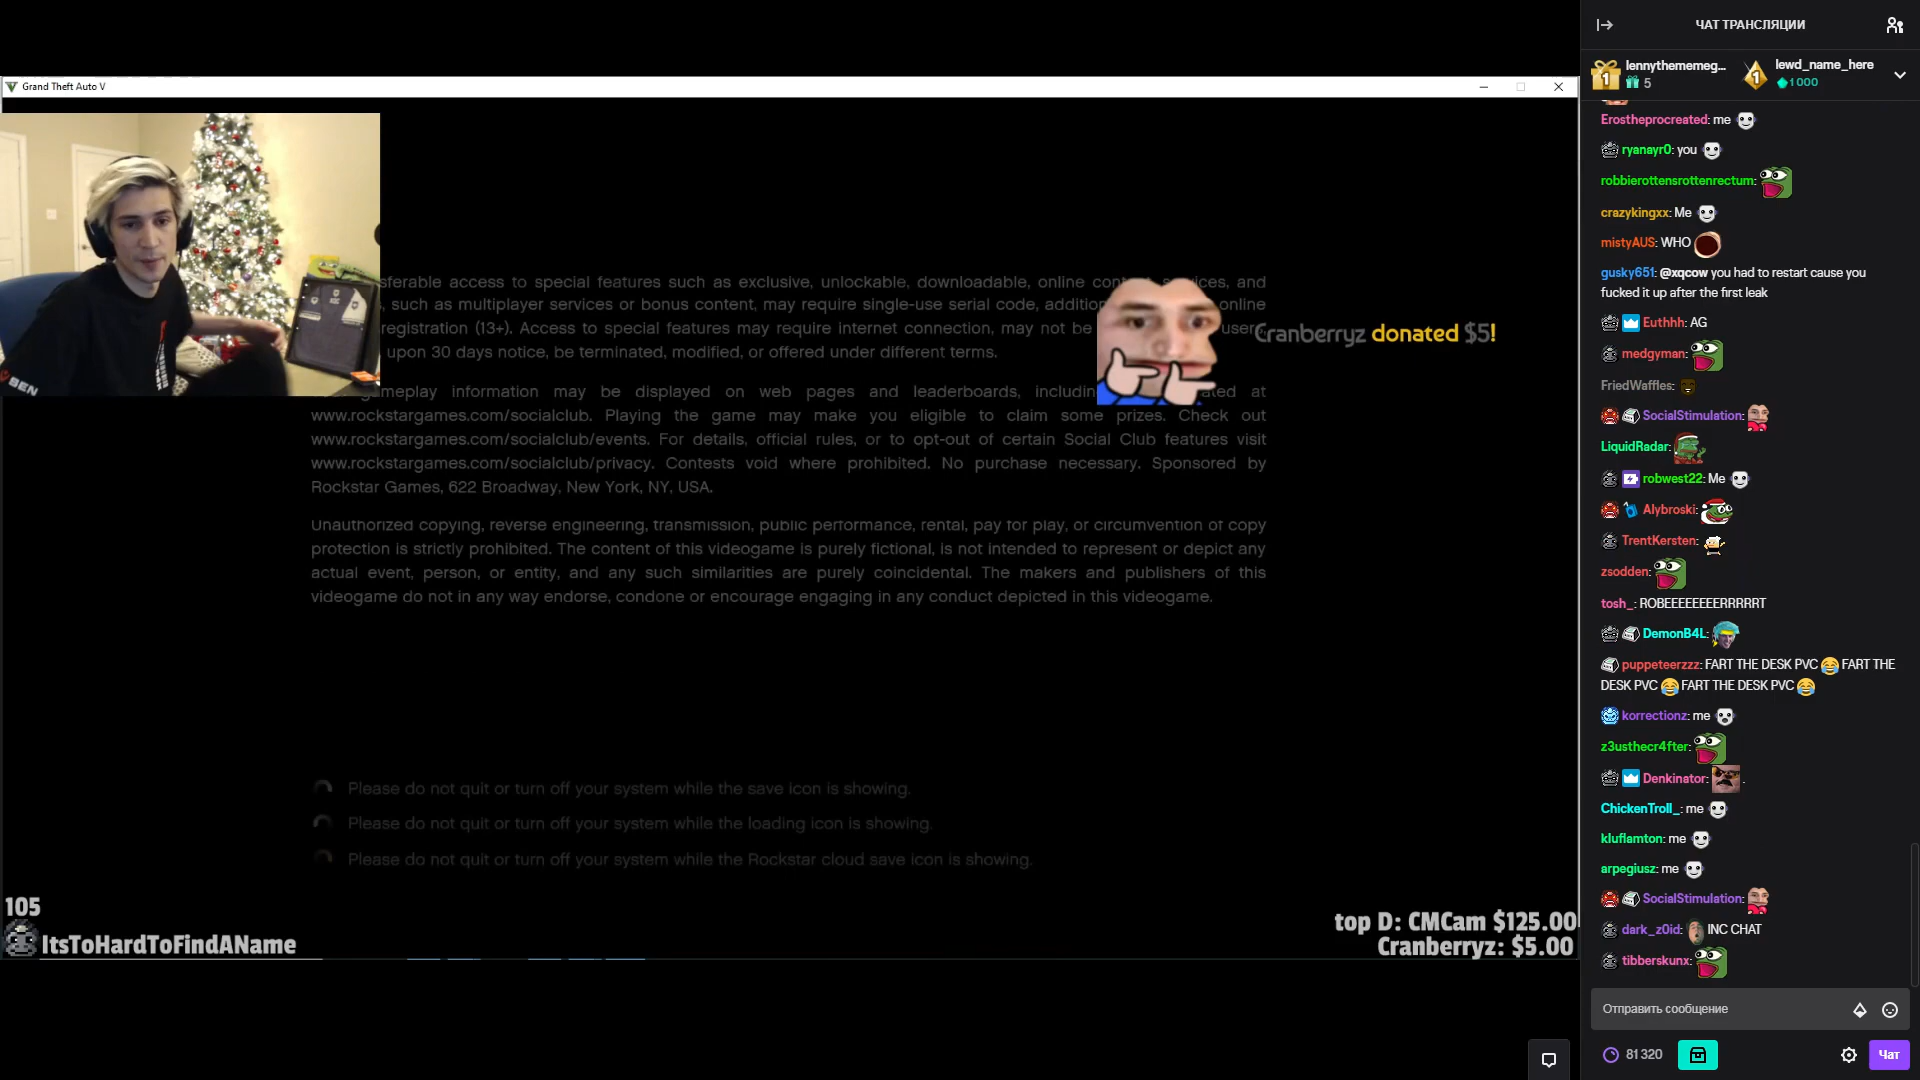 Grand Theft Auto V
sferable access to special features such as exclusive, unlockable, downloadable, online
, such as multiplayer services or bonus content, may require single-use serial code, online
registration (13+). Access to special features may require internet connection, may not be user
upon 30 days notice, be terminated, modified, or offered under different terms.
Cranberryz donated $5!
gameplay information may be displayed on web pages and leaderboards, at
www.rockstargames.com/socialclub. Playing the game may make you eligible to claim some prizes. Check out
www.rockstargames.com/socialclub/events. For details, official rules, or to opt-out of certain Social Club features visit
www.rockstargames.com/socialclub/privacy. Contests void where prohibited. No purchase necessary. Sponsored by
Rockstar Games, 622 Broadway, New York, NY, USA.
Unauthorized copying, reverse engineering, transmission, public performance, rental, pay for play, or circumvention of copy
protection is strictly prohibited. The content of this videogame is purely fictional, is not intended to represent or depict any
actual event, person, or entity, and any such similarities are purely coincidental. The makers and publishers of this
videogame do not in any way endorse, condone or encourage engaging in any conduct depicted in this videogame.
Please do not quit or turn off your system while the save icon is showing.
Please do not quit or turn off your system while the loading icon is showing.
Please do not quit or turn off your system while the Rockstar cloud save icon is showing.
105
ItsToHardToFindAName
top D: CMCam $125.00
Cranberryz: $5.00
ЧАТ ТРАНСЛЯЦИИ
lennythememeg...
5
lewd_name_here
1 000
Erostheprocreated: me
ryanayr0: you
robbierottensrottenrectum:
crazykingxx: Me
mistyAUS: WHO
gusky651: @xqcow you had to restart cause you
fucked it up after the first leak
Euthhh: AG
medgyman:
FriedWaffles:
SocialStimulation:
LiquidRadar:
robwest22: Me
Alybroski:
TrentKersten:
zsodden:
tosh_: ROBEEEEEEEERRRRRT
DemonB4L:
puppeteerzzz: FART THE DESK PVC 😂 FART THE
DESK PVC 😂 FART THE DESK PVC 😂
korrectionz: me
z3usthecr4fter:
Denkinator: .
ChickenTroll_: me
kluflamton: me
arpegiusz: me
SocialStimulation:
dark_z0id: INC CHAT
tibberskunx:
Отправить сообщение
81 320
Чат